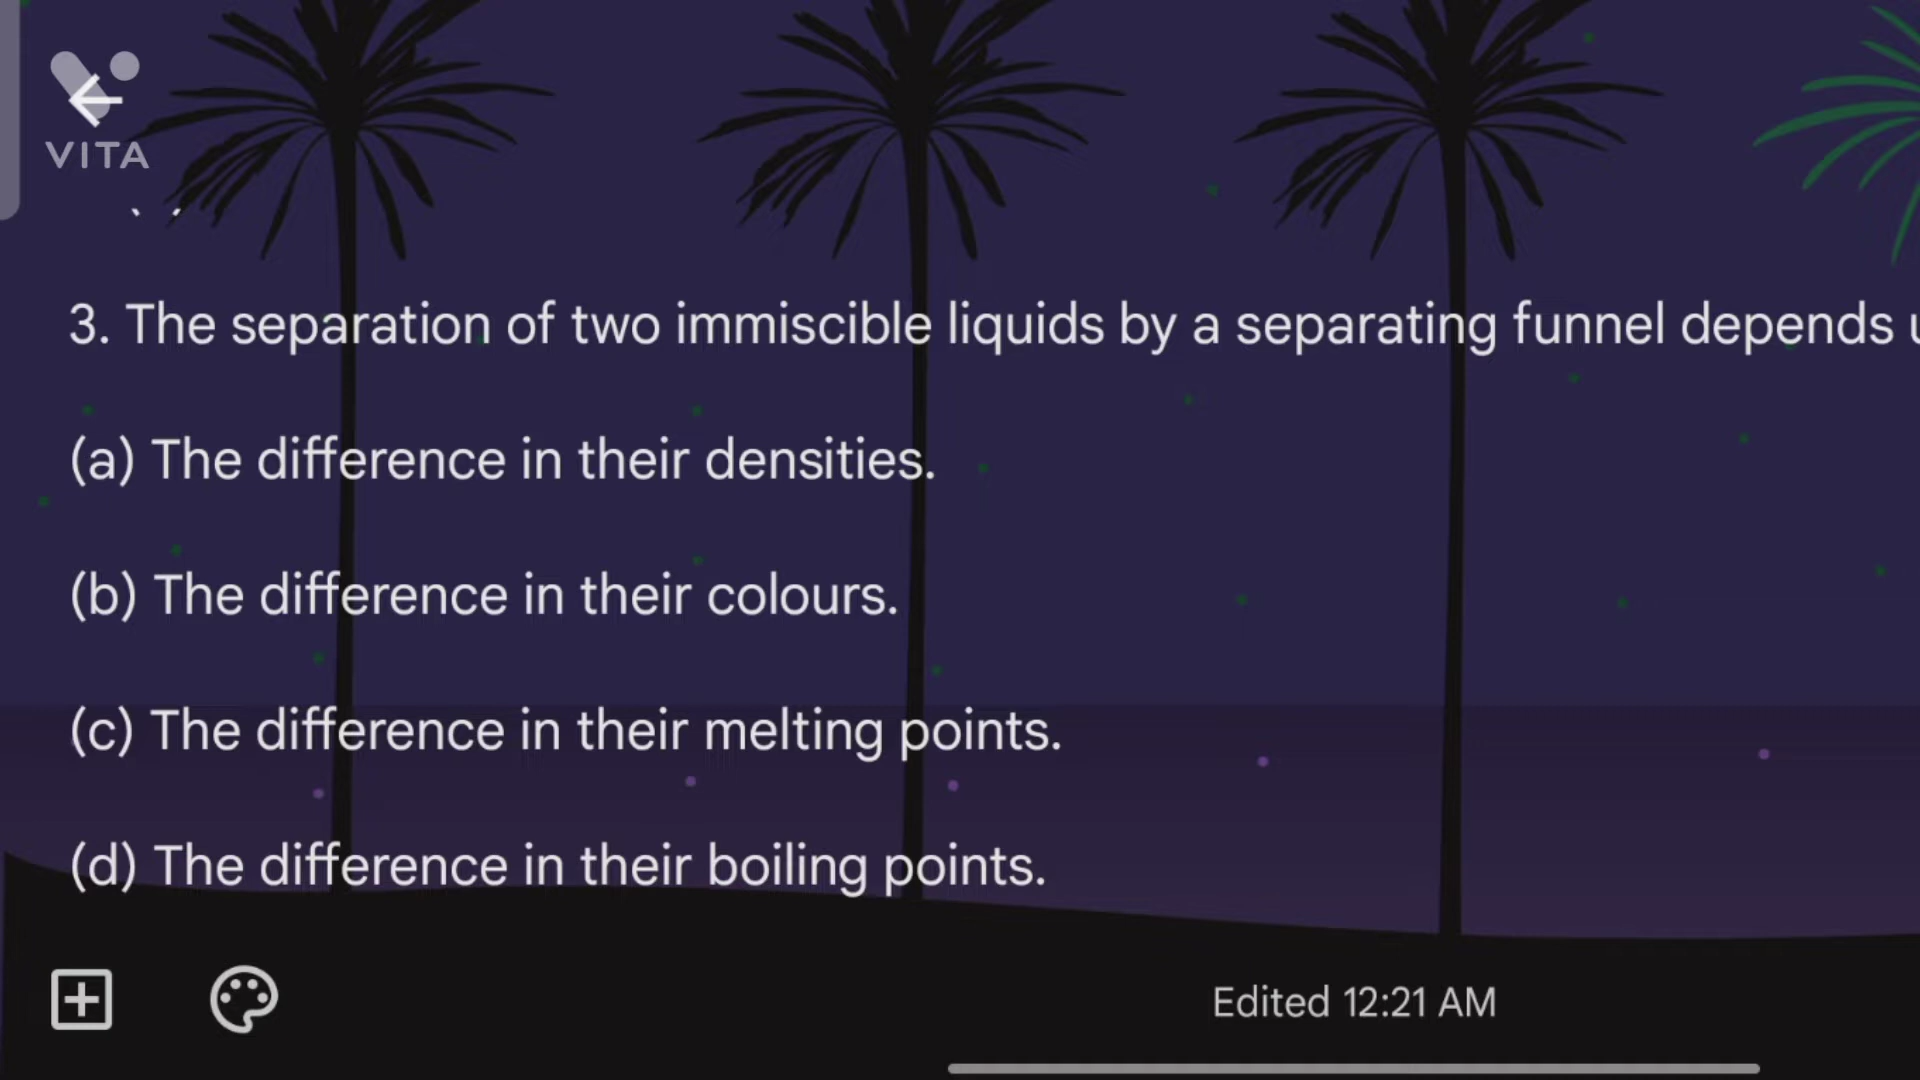 VITA
3. The separation of two immiscible liquids by a separating funnel depends
(a) The difference in their densities.
(b) The difference in their colours.
(c) The difference in their melting points.
(d) The difference in their boiling points.
Edited 12:21 AM